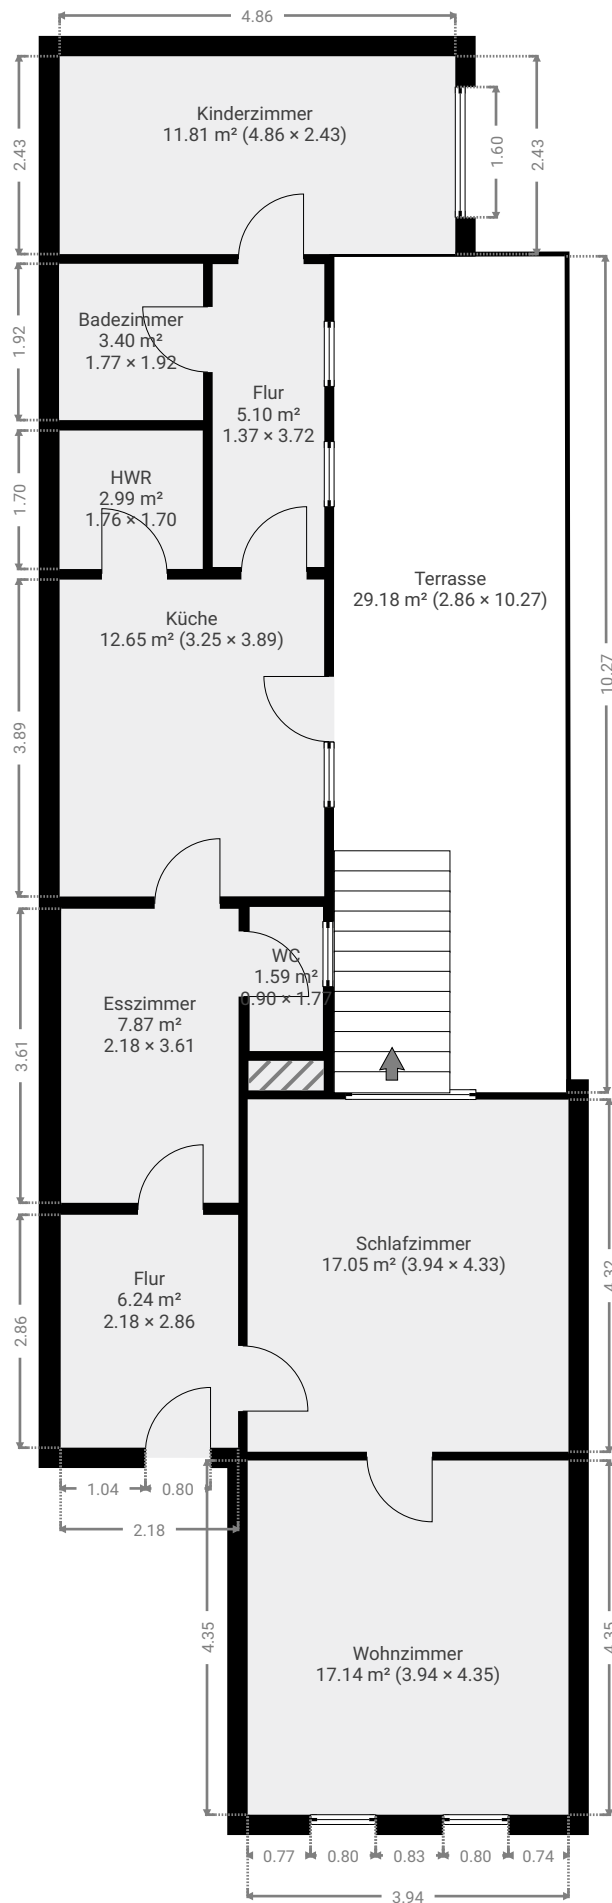 4.86
Kinderzimmer
11.81 m² (4.86 × 2.43)
2.43
1.60
2.43
Badezimmer
3.40 m²
1.77 × 1.92
1.92
Flur
5.10 m²
1.37 × 3.72
HWR
2.99 m²
1.76 × 1.70
1.70
Terrasse
29.18 m² (2.86 × 10.27)
10.27
Küche
12.65 m² (3.25 × 3.89)
3.89
WC
1.59 m²
0.90 × 1.77
Esszimmer
7.87 m²
2.18 × 3.61
3.61
Schlafzimmer
17.05 m² (3.94 × 4.33)
4.32
Flur
6.24 m²
2.18 × 2.86
2.86
1.04
0.80
2.18
4.35
Wohnzimmer
17.14 m² (3.94 × 4.35)
4.35
0.77
0.80
0.83
0.80
0.74
3.94